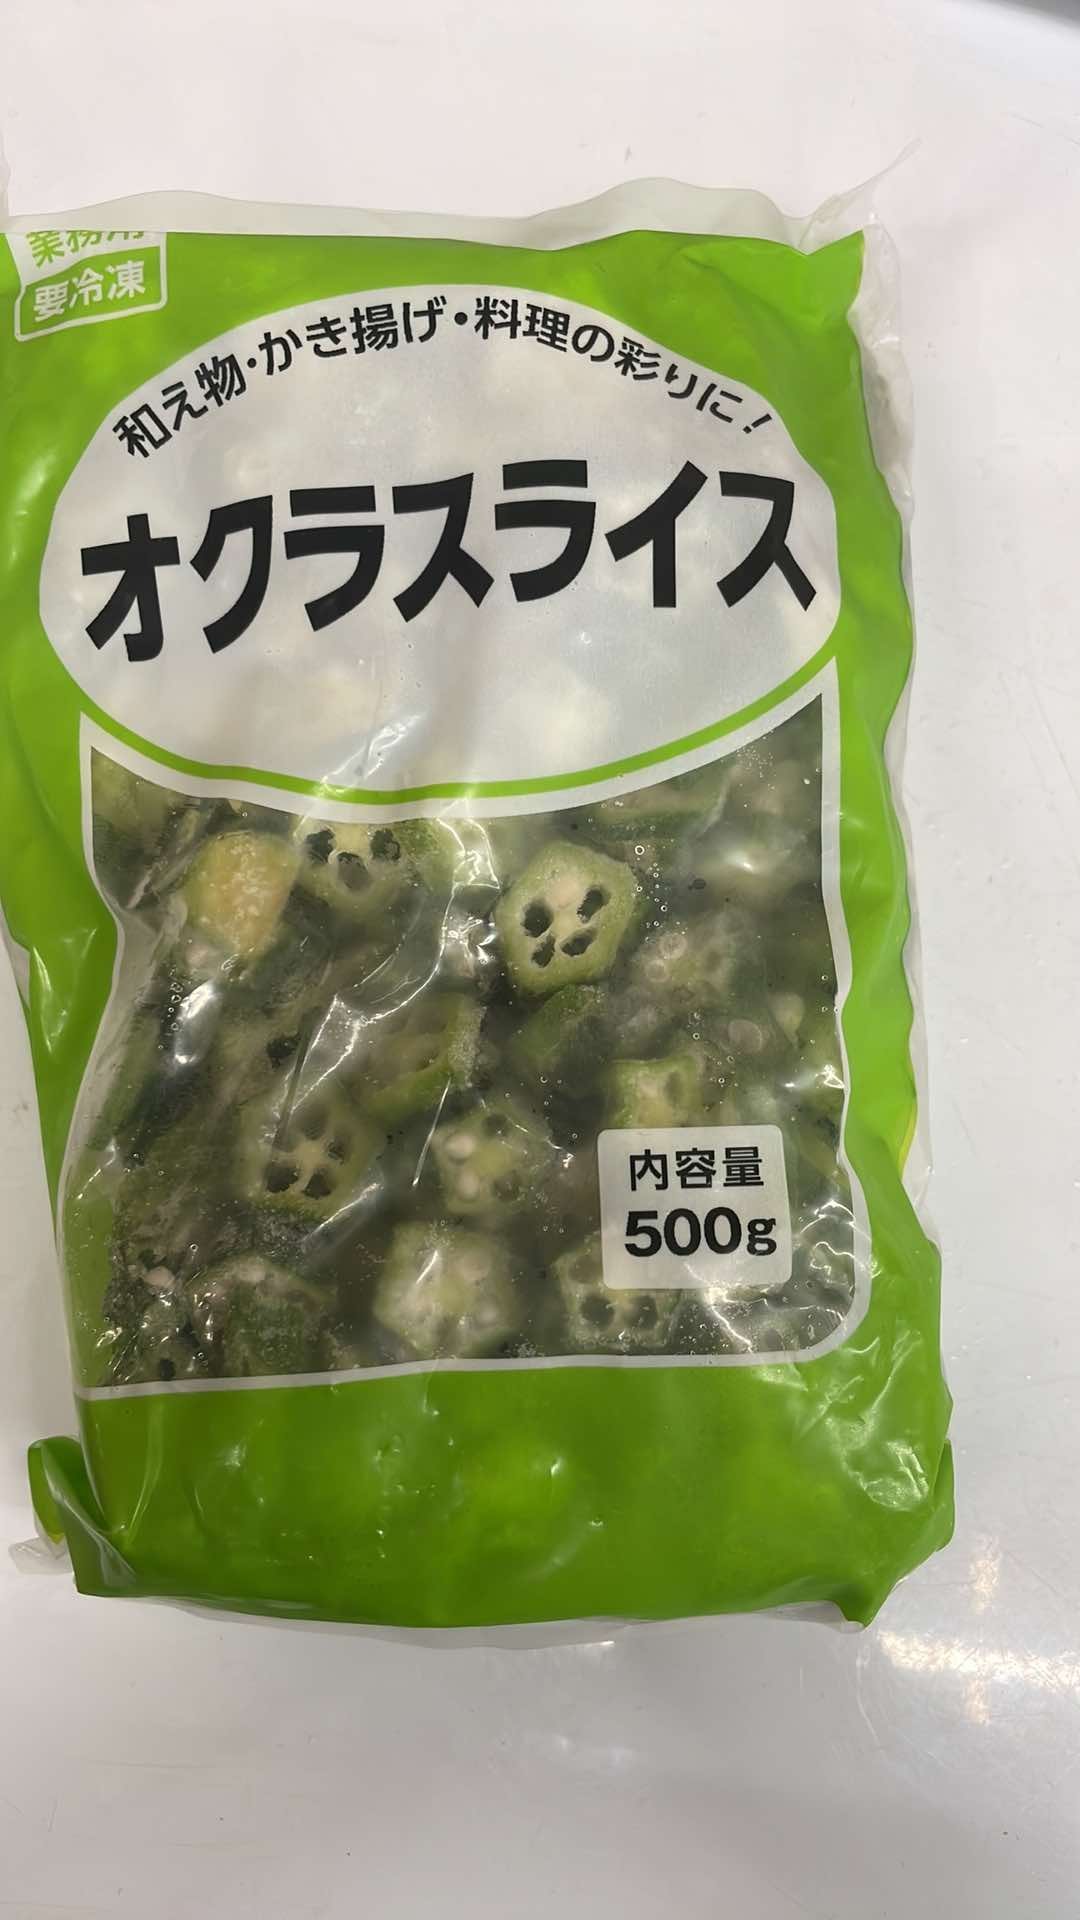 業務用
要冷凍
和え物・かき揚げ・料理の彩りに！
オクラスライス
内容量
500g